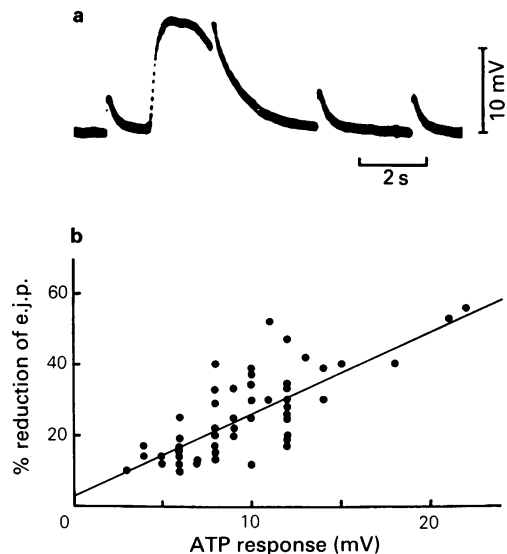 a
10 mV
2 s
b
% reduction of e.j.p.
60
40
20
0
10
20
ATP response (mV)